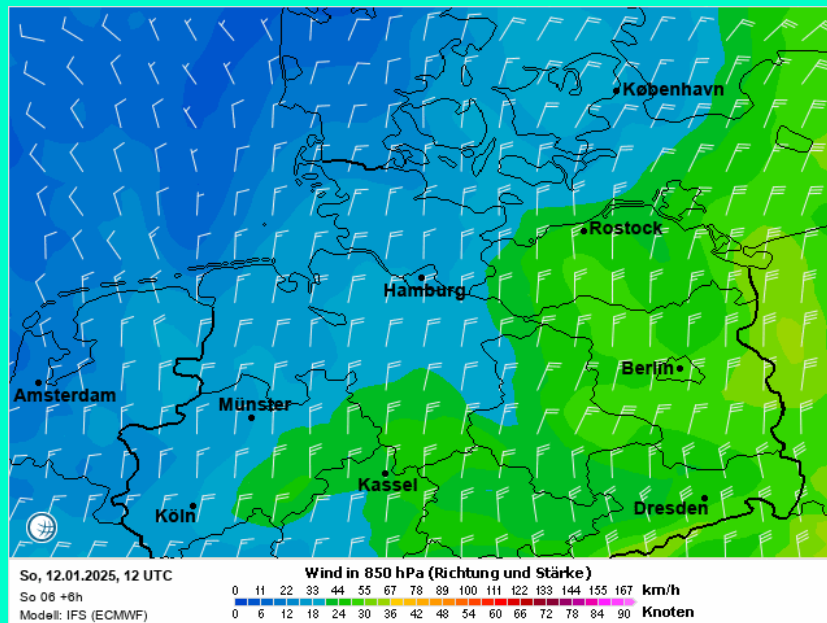 København
Rostock
Hamburg
Berlin
Amsterdam
Münster
Kassel
Dresden
Köln
So, 12.01.2025, 12 UTC
So 06 +6h
Modell: IFS (ECMWF)
Wind in 850 hPa (Richtung und Stärke)
0 11 22 33 44 55 67 78 89 100 111 122 133 144 155 167 km/h
0 6 12 18 24 30 36 42 48 54 60 66 72 78 84 90 Knoten